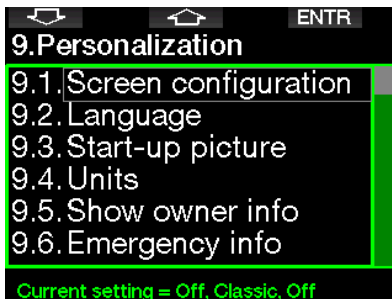 ENTR
9.Personalization
9.1.Screen configuration
9.2.Language
9.3.Start-up picture
9.4.Units
9.5.Show owner info
9.6.Emergency info
Current setting = Off, Classic, Off